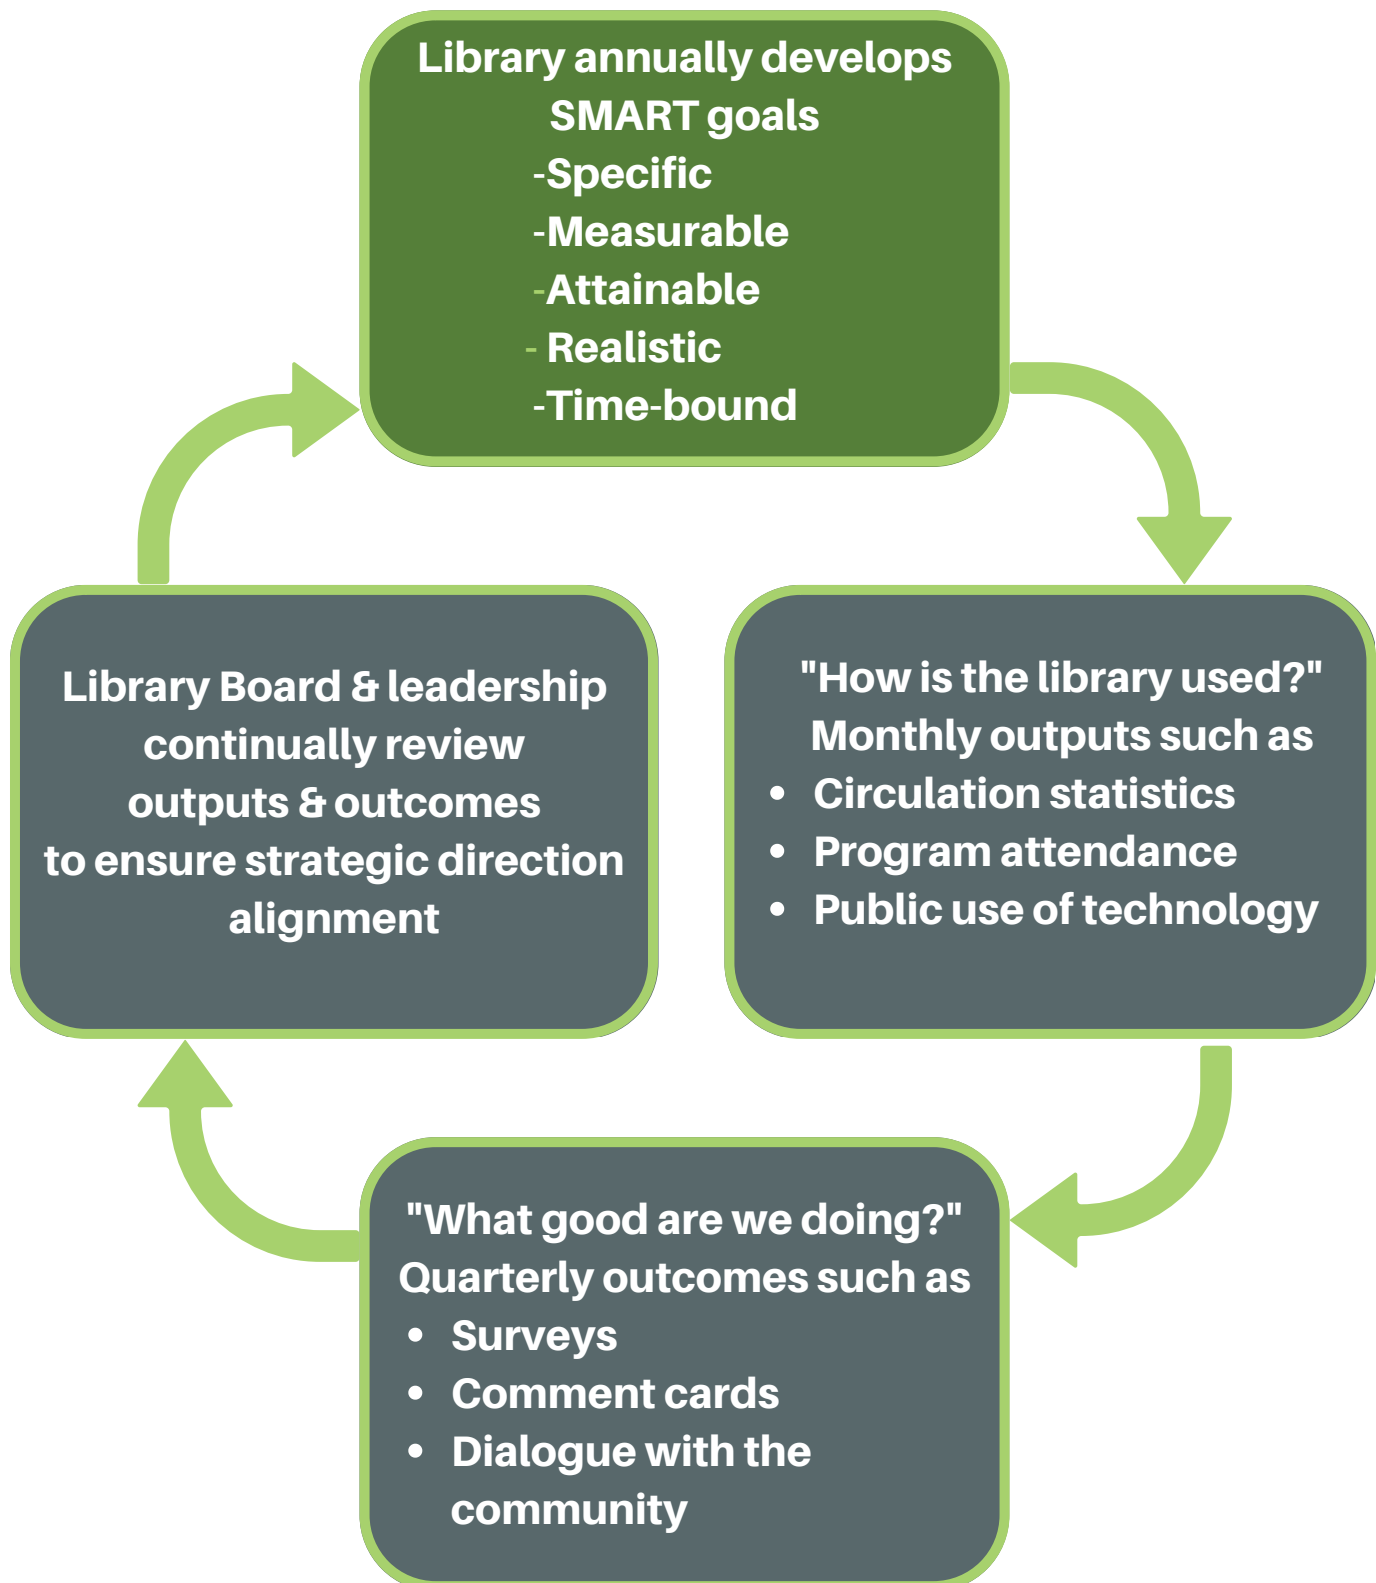 Library annually develops
SMART goals
-Specific
-Measurable
-Attainable
- Realistic
-Time-bound
"How is the library used?"
Monthly outputs such as
• Circulation statistics
• Program attendance
• Public use of technology
"What good are we doing?"
Quarterly outcomes such as
• Surveys
• Comment cards
• Dialogue with the
community
Library Board & leadership
continually review
outputs & outcomes
to ensure strategic direction
alignment